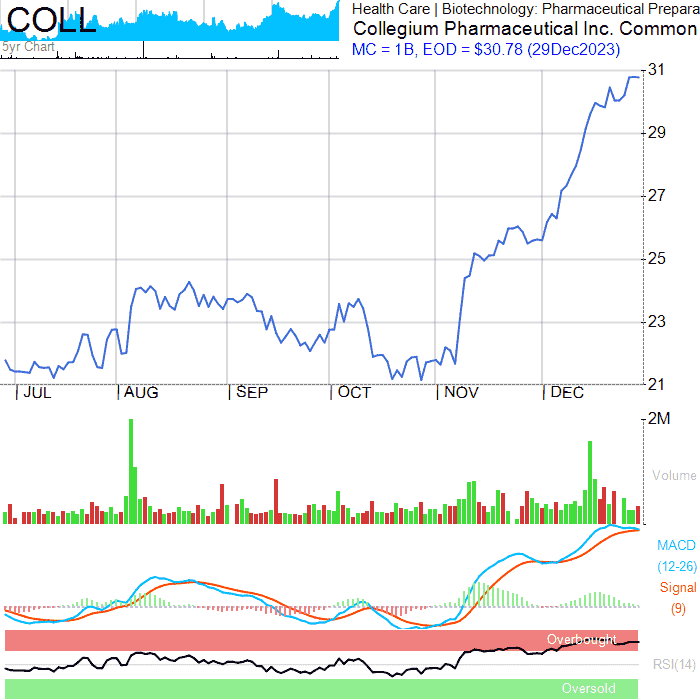 COLL
5yr Chart
Health Care | Biotechnology: Pharmaceutical Prepara
Collegium Pharmaceutical Inc. Common
MC = 1B, EOD = $30.78 (29Dec2023)
31
29
27
25
23
21
JUL AUG SEP OCT NOV DEC
2M
Volume
MACD
(12-26)
Signal
(9)
Overbought
RSI(14)
Oversold